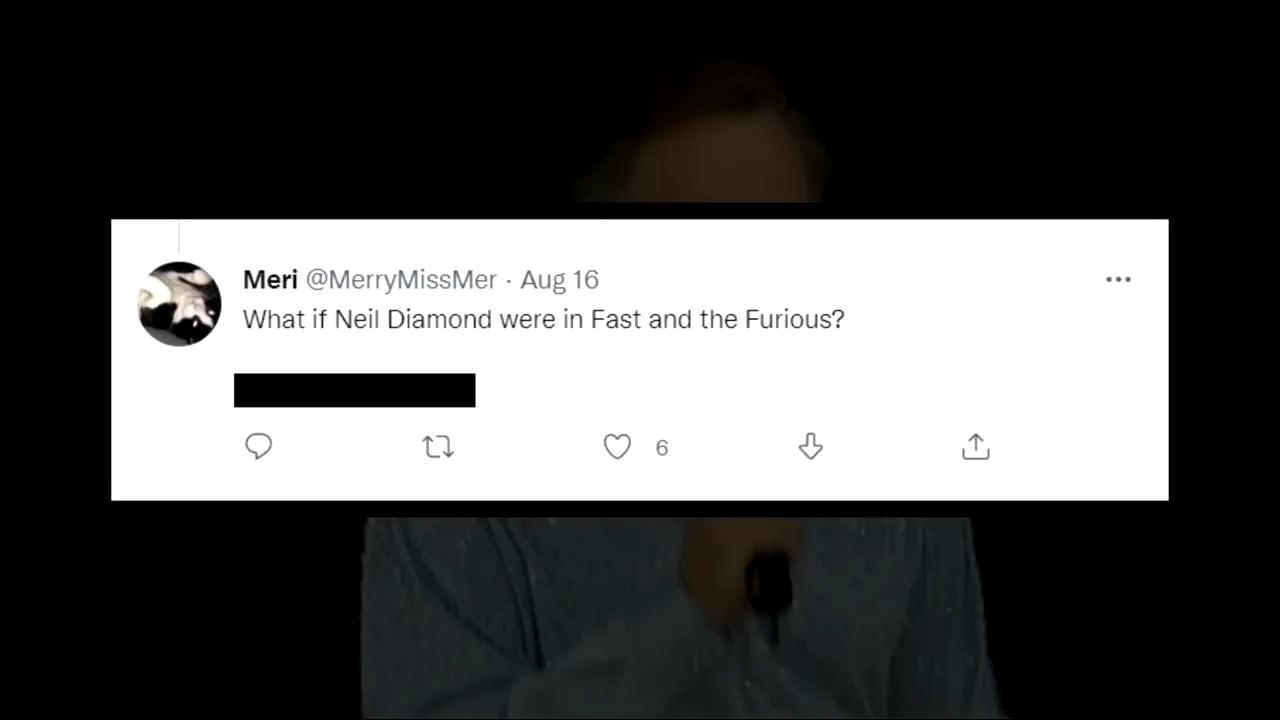 Meri @MerryMissMer · Aug 16
What if Neil Diamond were in Fast and the Furious?
6